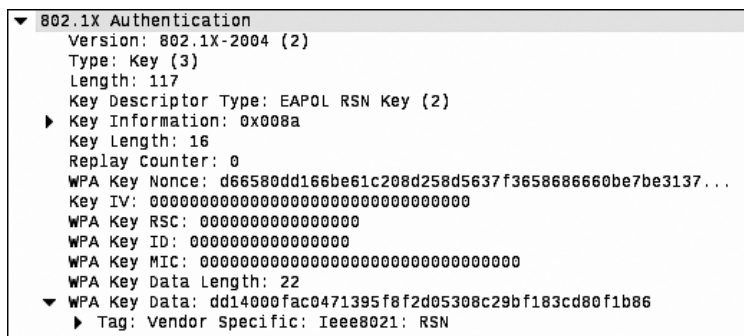 802.1X Authentication
Version: 802.1X-2004 (2)
Type: Key (3)
Length: 117
Key Descriptor Type: EAPOL RSN Key (2)
Key Information: 0x008a
Key Length: 16
Replay Counter: 0
WPA Key Nonce: d66580dd166be61c208d258d5637f3658686660be7be3137...
Key IV: 00000000000000000000000000000000
WPA Key RSC: 0000000000000000
WPA Key ID: 0000000000000000
WPA Key MIC: 00000000000000000000000000000000
WPA Key Data Length: 22
WPA Key Data: dd14000fac0471395f8f2d05308c29bf183cd80f1b86
Tag: Vendor Specific: Ieee8021: RSN